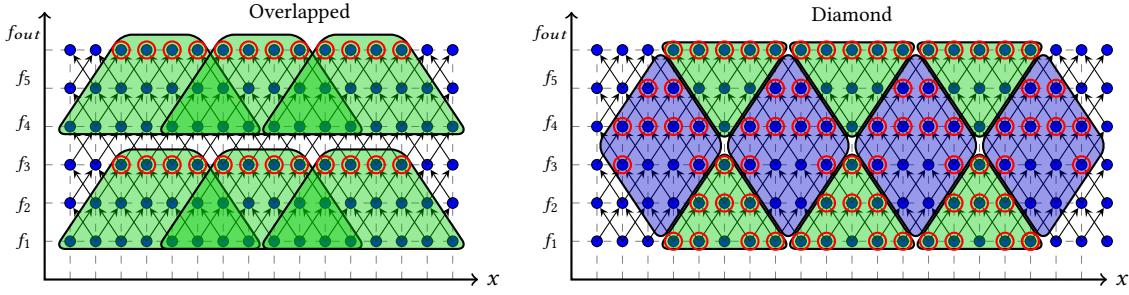 Overlapped
f_out
f_5
f_4
f_3
f_2
f_1
x
Diamond
f_out
f_5
f_4
f_3
f_2
f_1
x